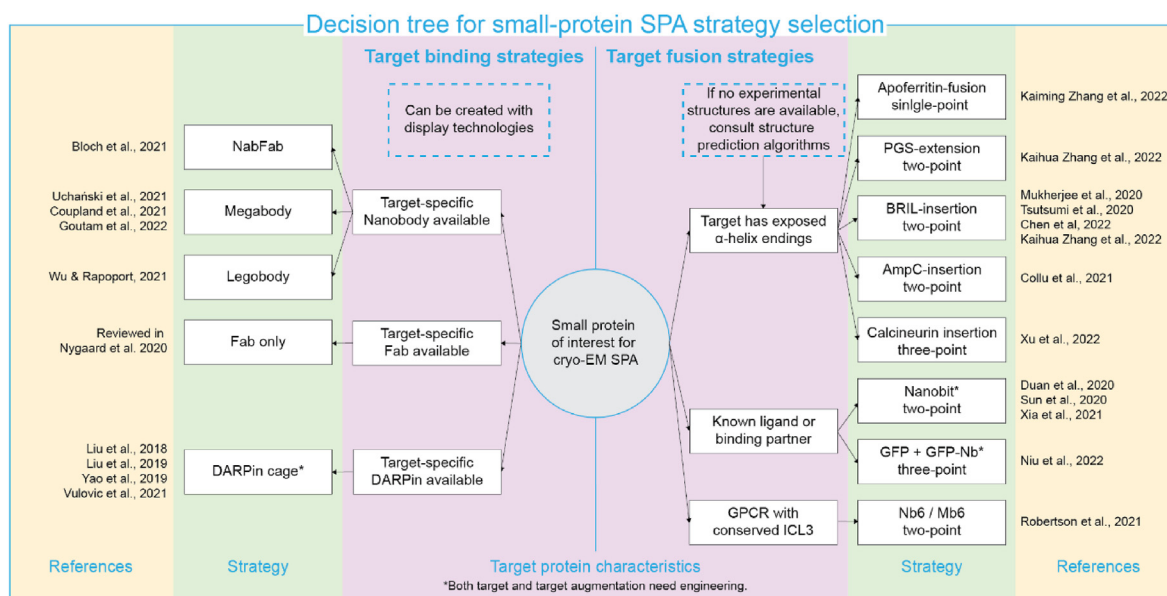 Decision tree for small-protein SPA strategy selection
Target binding strategies
Target fusion strategies
Can be created with
display technologies
If no experimental
structures are available,
consult structure
prediction algorithms
Bloch et al., 2021
NabFab
Uchański et al., 2021
Coupland et al., 2021
Goutam et al., 2022
Megabody
Wu & Rapoport, 2021
Legobody
Target-specific
Nanobody available
Reviewed in
Nygaard et al. 2020
Fab only
Target-specific
Fab available
Liu et al., 2018
Liu et al., 2019
Yao et al., 2019
Vulovic et al., 2021
DARPin cage*
Target-specific
DARPin available
Small protein
of interest for
cryo-EM SPA
Target has exposed
α-helix endings
Apoferritin-fusion
sinlgle-point
Kaiming Zhang et al., 2022
PGS-extension
two-point
Kaihua Zhang et al., 2022
BRIL-insertion
two-point
Mukherjee et al., 2020
Tsutsumi et al., 2020
Chen et al, 2022
Kaihua Zhang et al., 2022
AmpC-insertion
two-point
Collu et al., 2021
Calcineurin insertion
three-point
Xu et al., 2022
Known ligand or
binding partner
Nanobit*
two-point
Duan et al., 2020
Sun et al., 2020
Xia et al., 2021
GFP + GFP-Nb*
three-point
Niu et al., 2022
GPCR with
conserved ICL3
Nb6 / Mb6
two-point
Robertson et al., 2021
References
Strategy
Target protein characteristics
Strategy
References
*Both target and target augmentation need engineering.